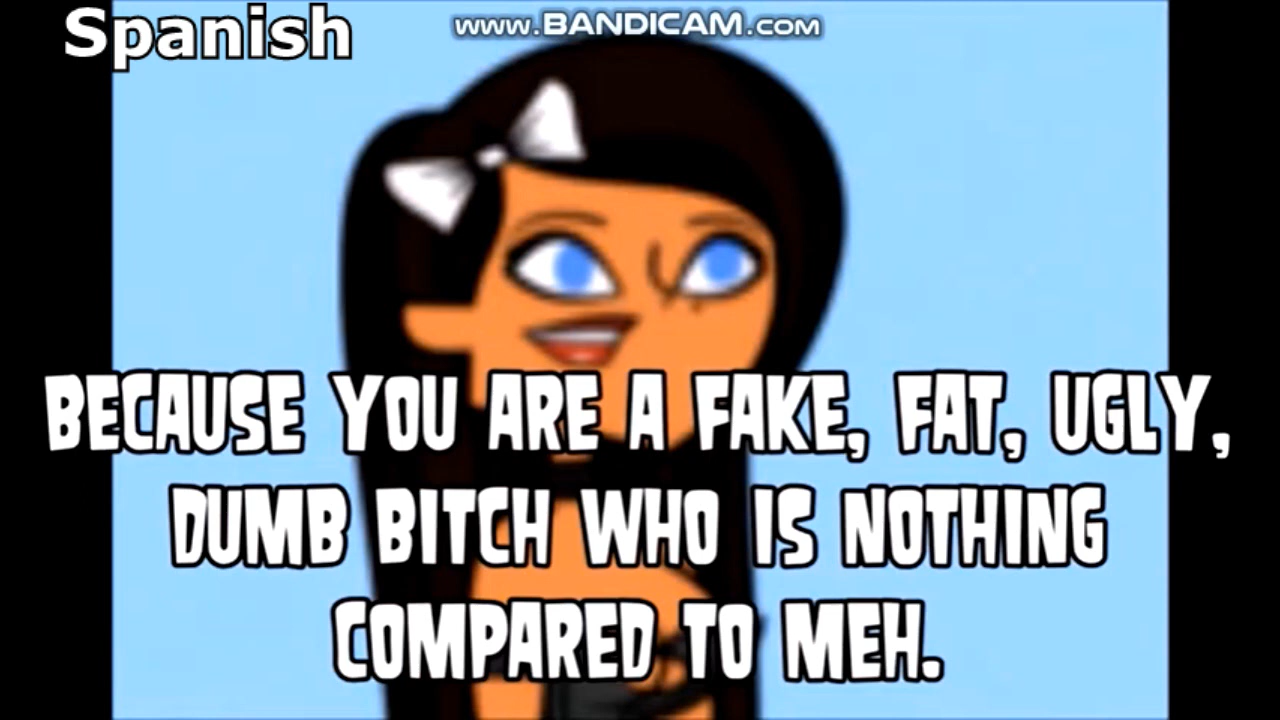 Spanish
www.BANDICAM.com
BECAUSE YOU ARE A FAKE, FAT, UGLY,
DUMB BITCH WHO IS NOTHING
COMPARED TO MEH.